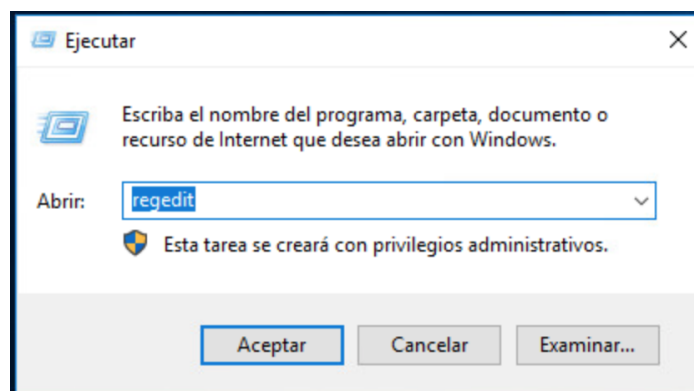 Ejecutar
Escriba el nombre del programa, carpeta, documento o
recurso de Internet que desea abrir con Windows.
Abrir:
regedit
Esta tarea se creará con privilegios administrativos.
Aceptar
Cancelar
Examinar...